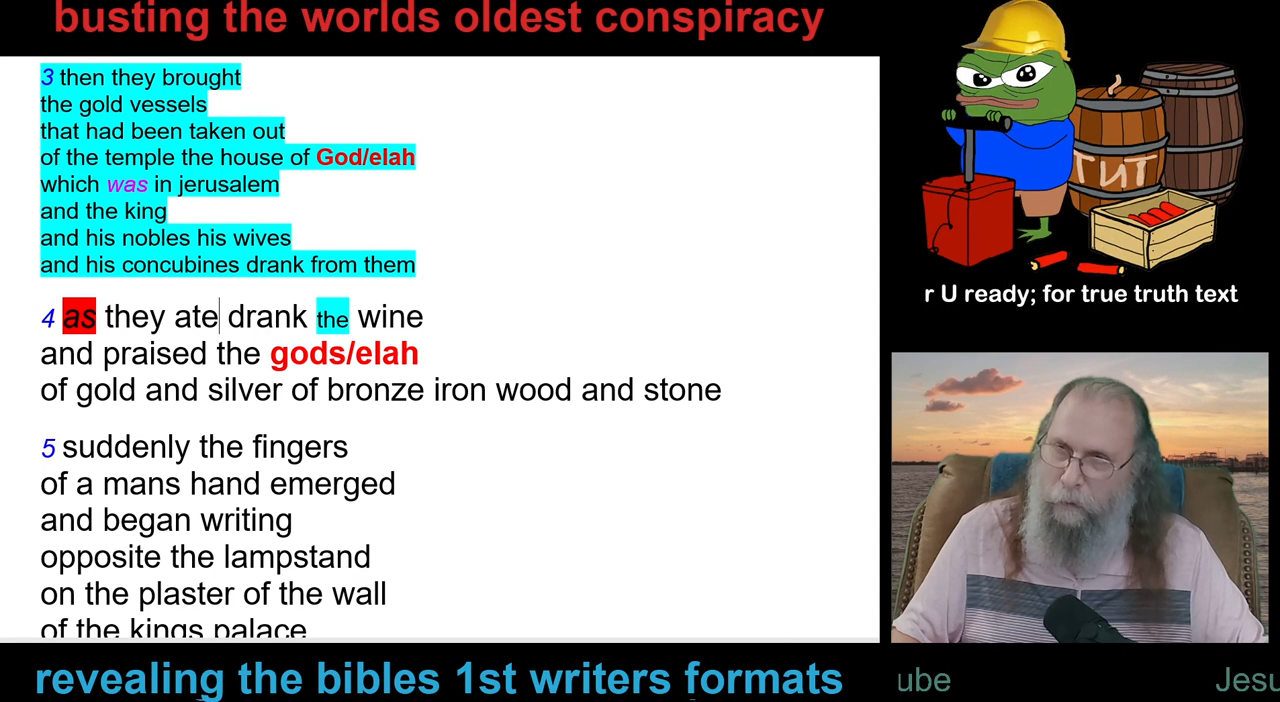 busting the worlds oldest conspiracy
3 then they brought
the gold vessels
that had been taken out
of the temple the house of God/elah
which was in jerusalem
and the king
and his nobles his wives
and his concubines drank from them
4 as they ate drank the wine
and praised the gods/elah
of gold and silver of bronze iron wood and stone
5 suddenly the fingers
of a mans hand emerged
and began writing
opposite the lampstand
on the plaster of the wall
of the kings palace
TNT
r U ready; for true truth text
revealing the bibles 1st writers formats
ube
Jesu